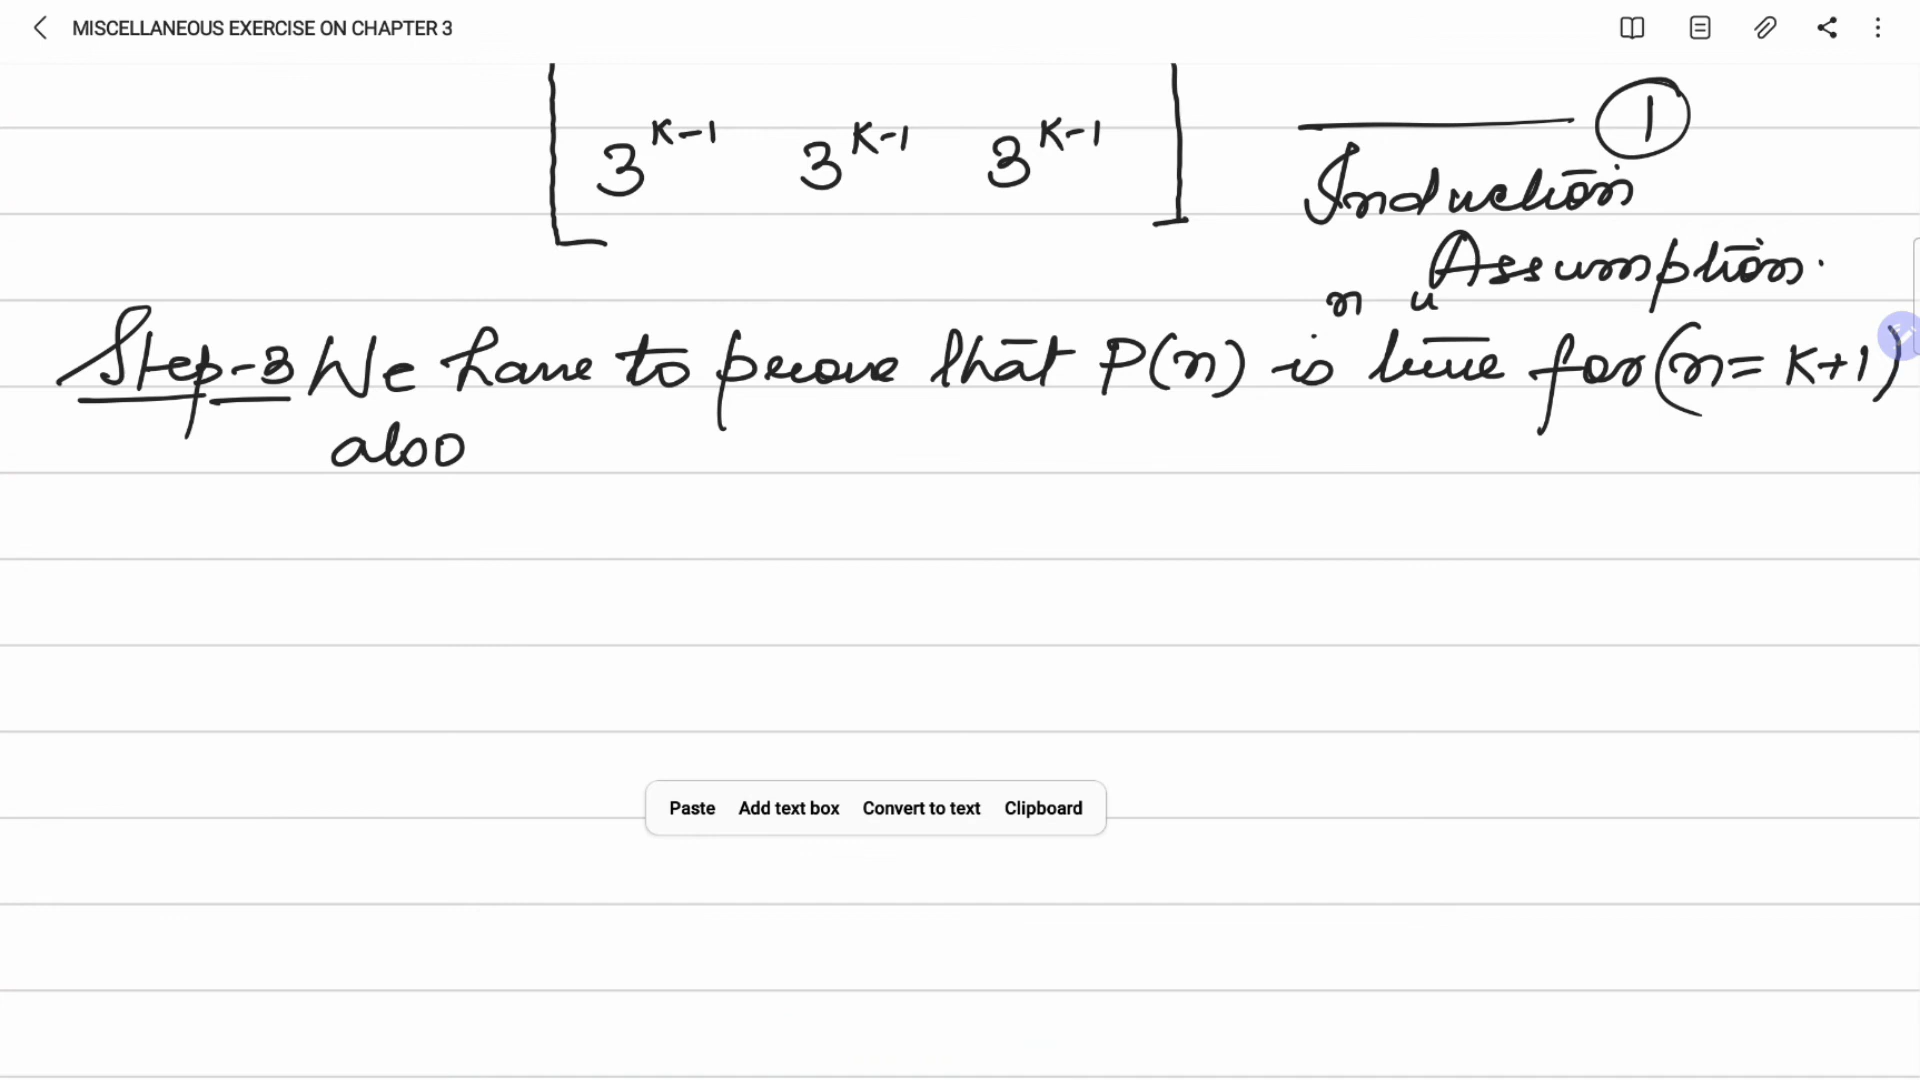 MISCELLANEOUS EXERCISE ON CHAPTER 3
3^(K-1) 3^(K-1) 3^(K-1) ——— ①
Induction
Assumption.
n u
Step-3 We have to prove that P(n) is true for (n = K+1)
also
Paste Add text box Convert to text Clipboard